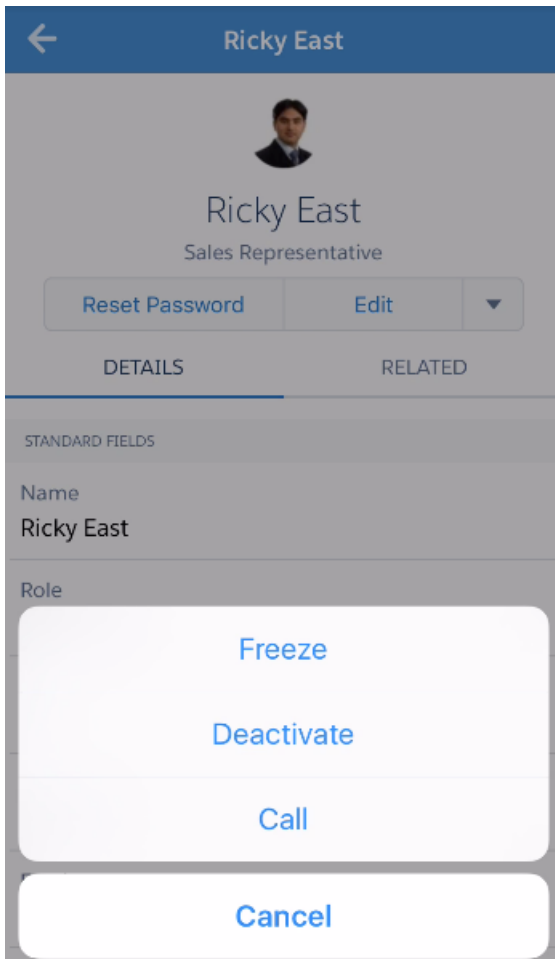 Ricky East
Ricky East
Sales Representative
Reset Password Edit
DETAILS RELATED
STANDARD FIELDS
Name
Ricky East
Role
Freeze
Deactivate
Call
Cancel